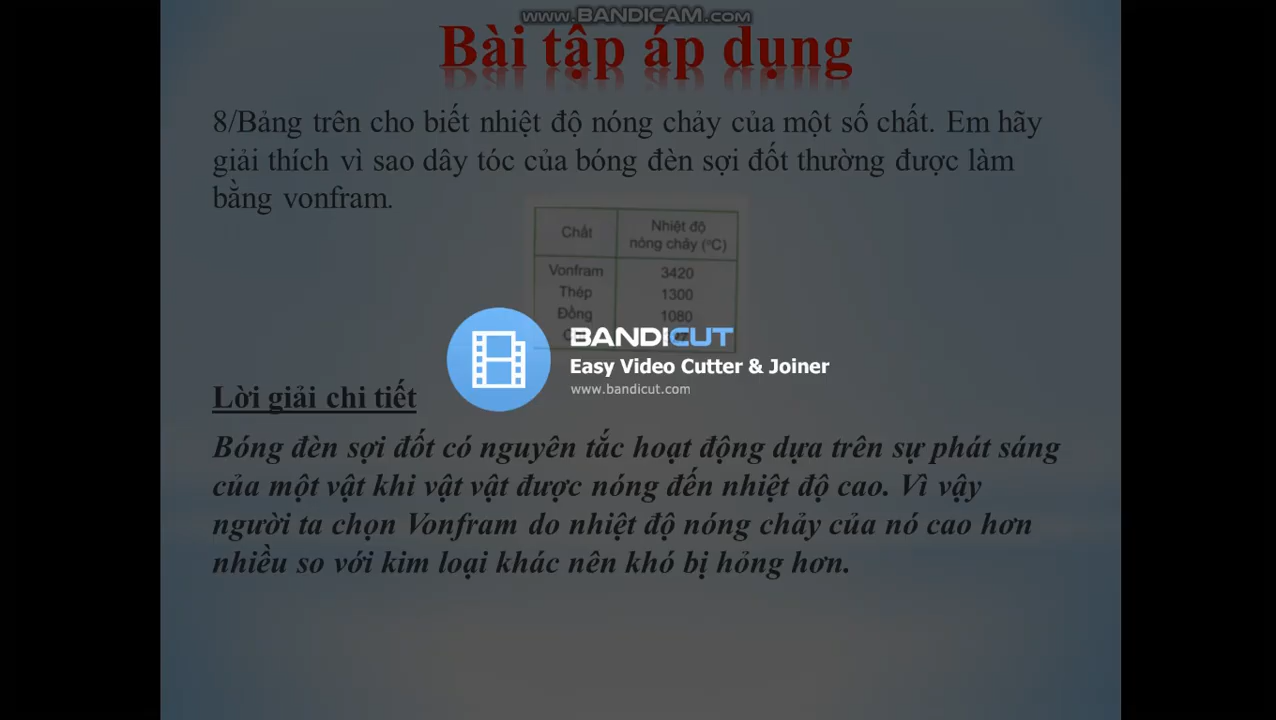 www.BANDICAM.com
Bài tập áp dụng
8/Bảng trên cho biết nhiệt độ nóng chảy của một số chất. Em hãy
giải thích vì sao dây tóc của bóng đèn sợi đốt thường được làm
bằng vonfram.
Chất Nhiệt độ
nóng chảy (°C)
Vonfram 3420
Thép 1300
Đồng 1080
BANDICUT
Easy Video Cutter & Joiner
www.bandicut.com
Lời giải chi tiết
Bóng đèn sợi đốt có nguyên tắc hoạt động dựa trên sự phát sáng
của một vật khi vật vật được nóng đến nhiệt độ cao. Vì vậy
người ta chọn Vonfram do nhiệt độ nóng chảy của nó cao hơn
nhiều so với kim loại khác nên khó bị hỏng hơn.